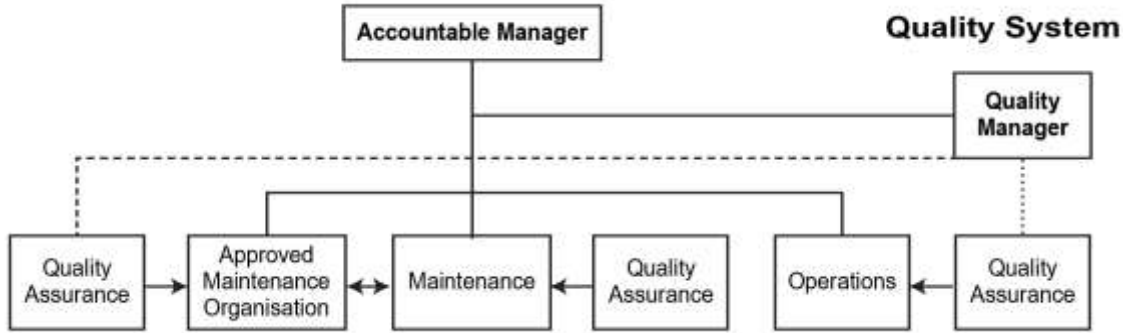 Accountable Manager
Quality System
Quality
Manager
Quality
Assurance
Approved
Maintenance
Organisation
Maintenance
Quality
Assurance
Operations
Quality
Assurance